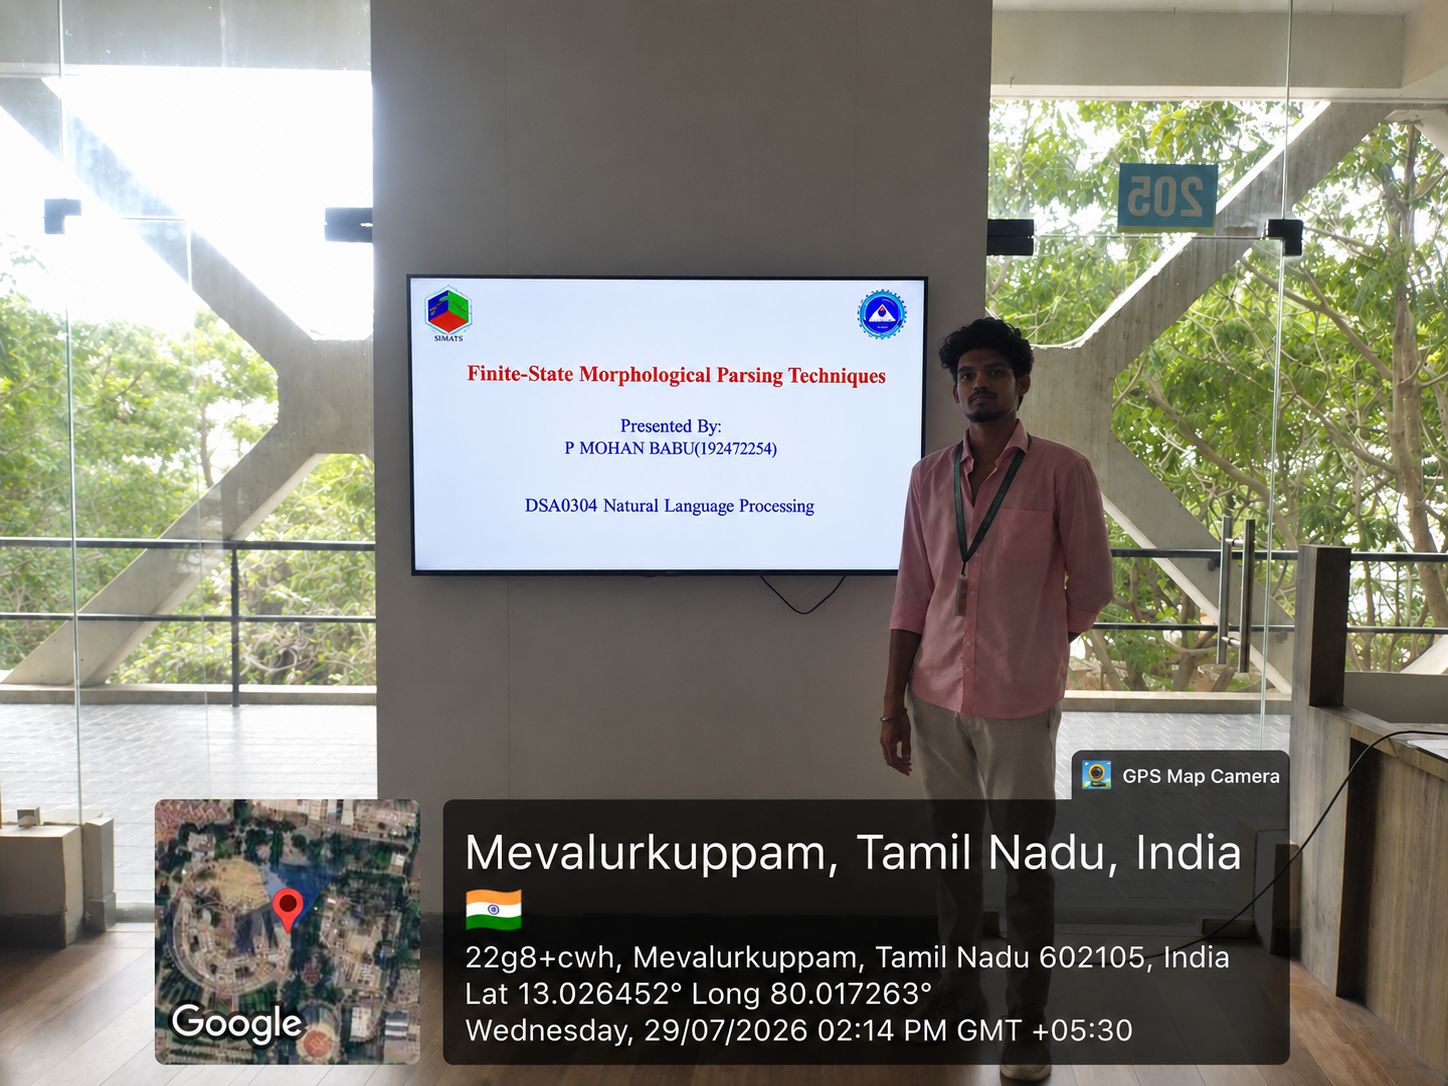 205
SIMATS
Finite-State Morphological Parsing Techniques
Presented By:
P MOHAN BABU(192472254)
DSA0304 Natural Language Processing
GPS Map Camera
Mevalurkuppam, Tamil Nadu, India
22g8+cwh, Mevalurkuppam, Tamil Nadu 602105, India
Lat 13.026452° Long 80.017263°
Wednesday, 29/07/2026 02:14 PM GMT +05:30
Google